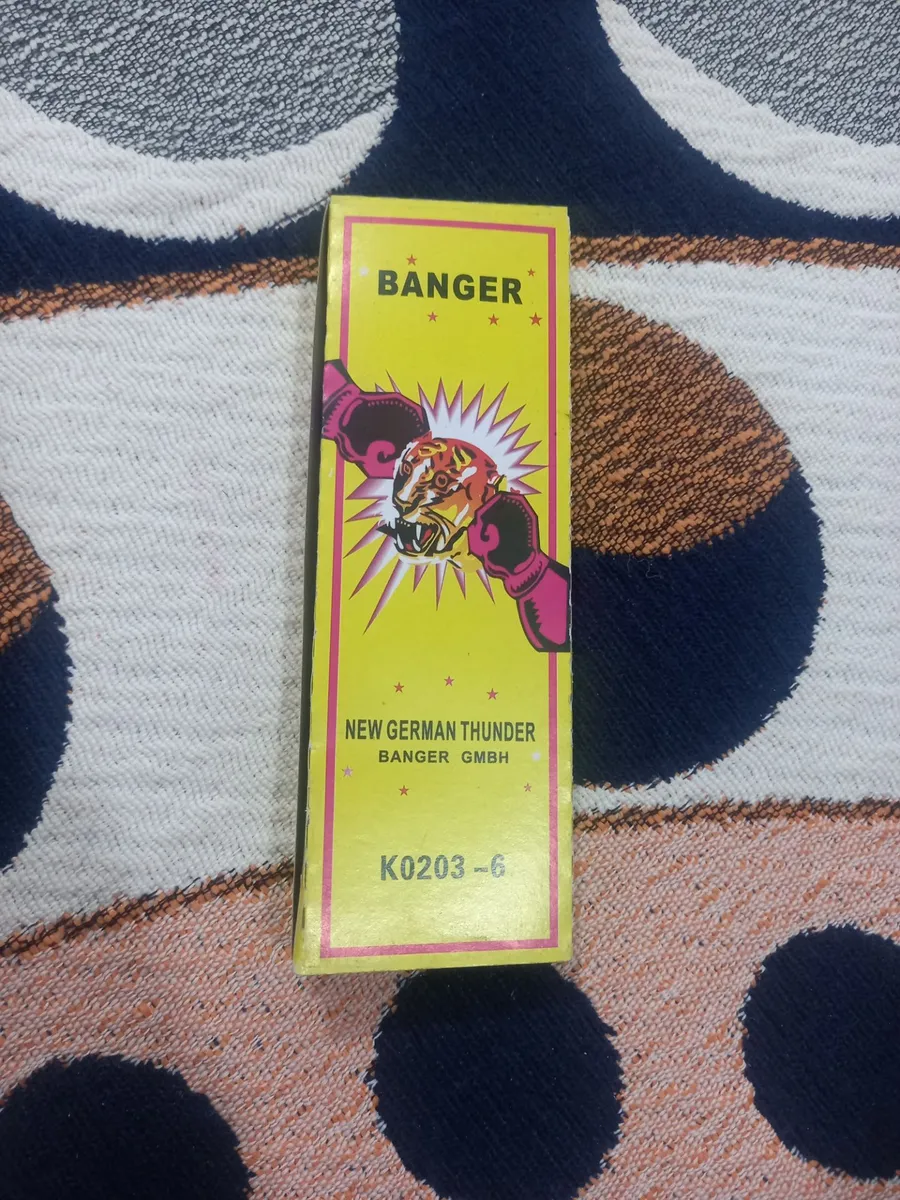 BANGER
NEW GERMAN THUNDER
BANGER GMBH
K0203-6